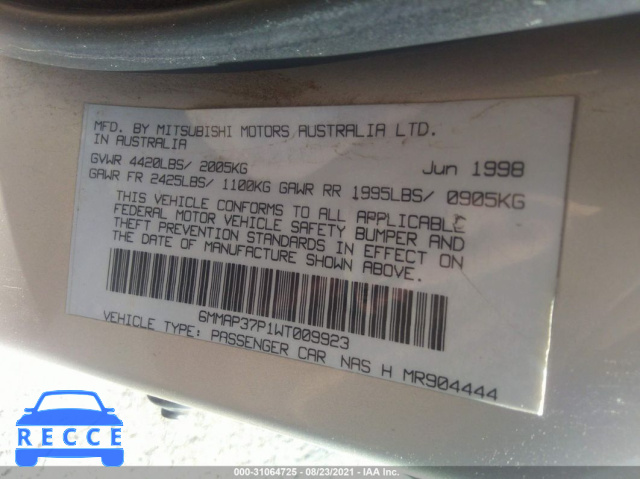 MFD. BY MITSUBISHI MOTORS AUSTRALIA LTD.
IN AUSTRALIA
Jun 1998
GVWR 4420LBS/ 2005KG
GAWR FR 2425LBS/ 1100KG GAWR RR 1995LBS/ 0905KG
THIS VEHICLE CONFORMS TO ALL APPLICABLE
FEDERAL MOTOR VEHICLE SAFETY BUMPER AND
THEFT PREVENTION STANDARDS IN EFFECT ON
THE DATE OF MANUFACTURE SHOWN ABOVE.
6MMAP37P1WT009923
VEHICLE TYPE: PASSENGER CAR NAS H MR904444
RECCE
000-31064725 - 08/23/2021 - IAA Inc.